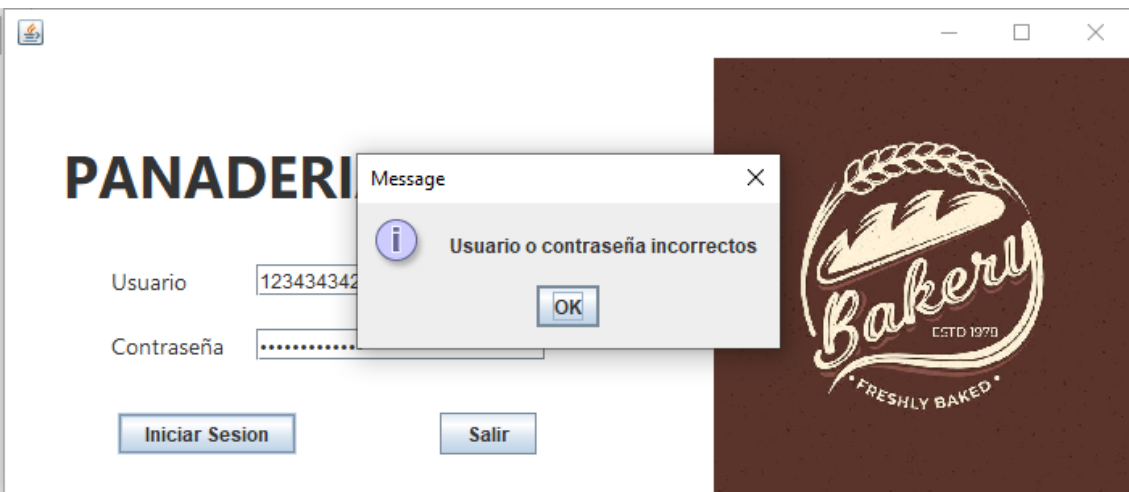 PANADERI
Message
Usuario o contraseña incorrectos
OK
Usuario
123434342
Contraseña
Iniciar Sesion
Salir
Bakery
ESTD 1979
• FRESHLY BAKED •